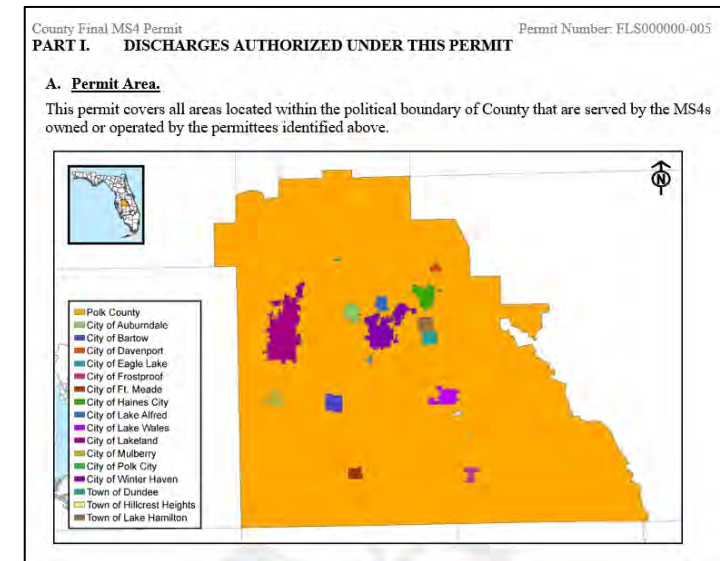 County Final MS4 Permit
Permit Number: FLS000000-005
PART I. DISCHARGES AUTHORIZED UNDER THIS PERMIT
A. Permit Area.
This permit covers all areas located within the political boundary of County that are served by the MS4s
owned or operated by the permittees identified above.
N
Polk County
City of Auburndale
City of Bartow
City of Davenport
City of Eagle Lake
City of Frostproof
City of Ft. Meade
City of Haines City
City of Lake Alfred
City of Lake Wales
City of Lakeland
City of Mulberry
City of Polk City
City of Winter Haven
Town of Dundee
Town of Hillcrest Heights
Town of Lake Hamilton